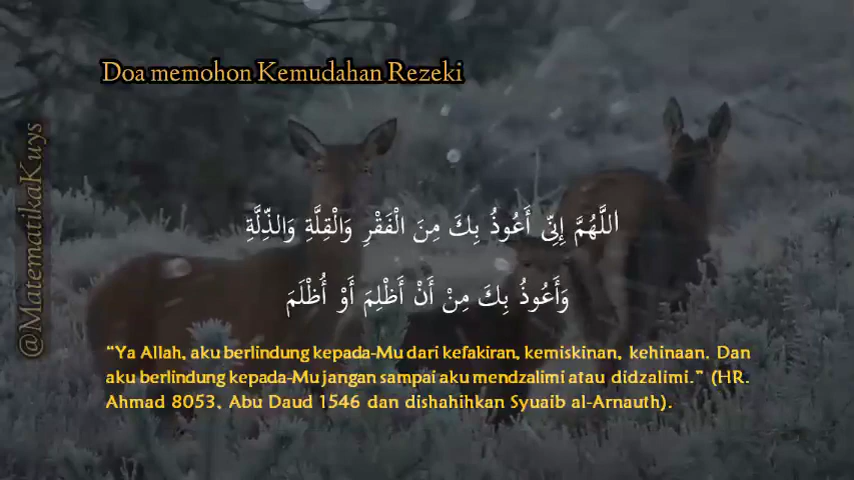 Doa memohon Kemudahan Rezeki
@MatematikaKuys
اللَّهُمَّ إِنِّى أَعُوذُ بِكَ مِنَ الْفَقْرِ وَالْقِلَّةِ وَالذِّلَّةِ
وَأَعُوذُ بِكَ مِنْ أَنْ أَظْلِمَ أَوْ أُظْلَمَ
“Ya Allah, aku berlindung kepada-Mu dari kefakiran, kemiskinan, kehinaan. Dan
aku berlindung kepada-Mu jangan sampai aku mendzalimi atau didzalimi.” (HR.
Ahmad 8053, Abu Daud 1546 dan dishahihkan Syuaib al-Arnauth).